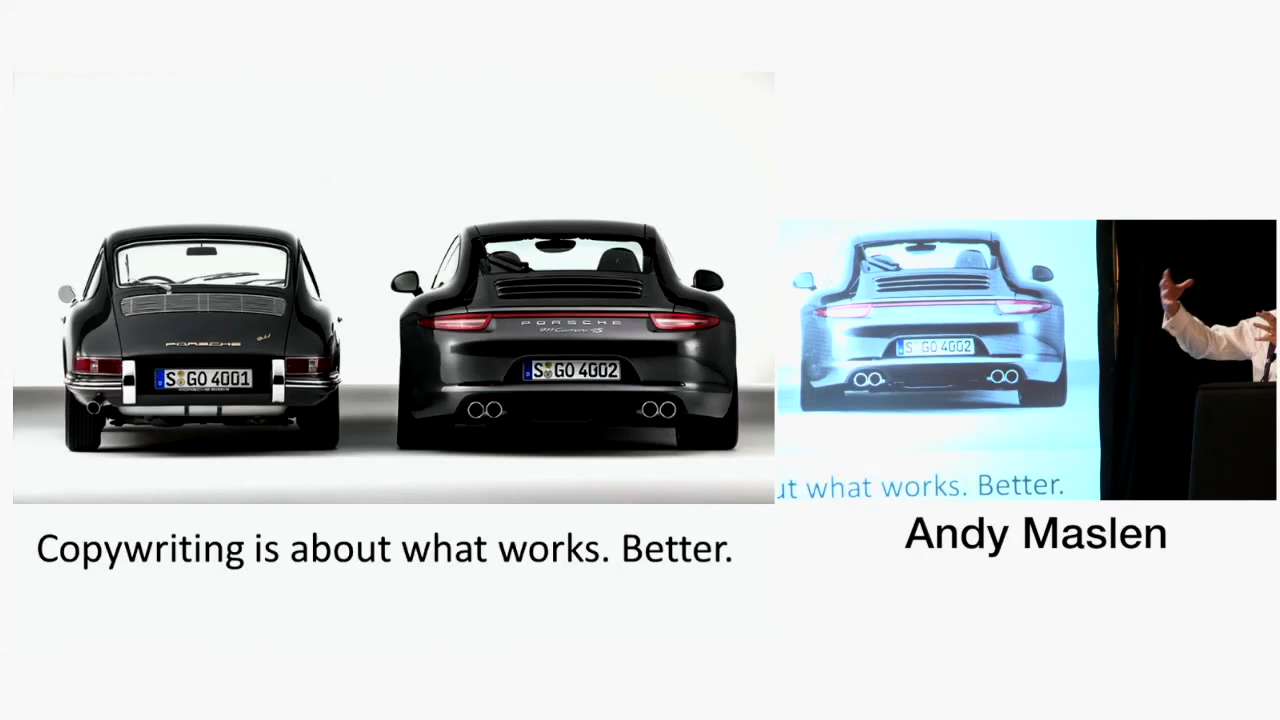 PORSCHE
911
S GO 4001
PORSCHE
911 Carrera 4S
S GO 4002
Copywriting is about what works. Better.
S GO 4002
ut what works. Better.
Andy Maslen